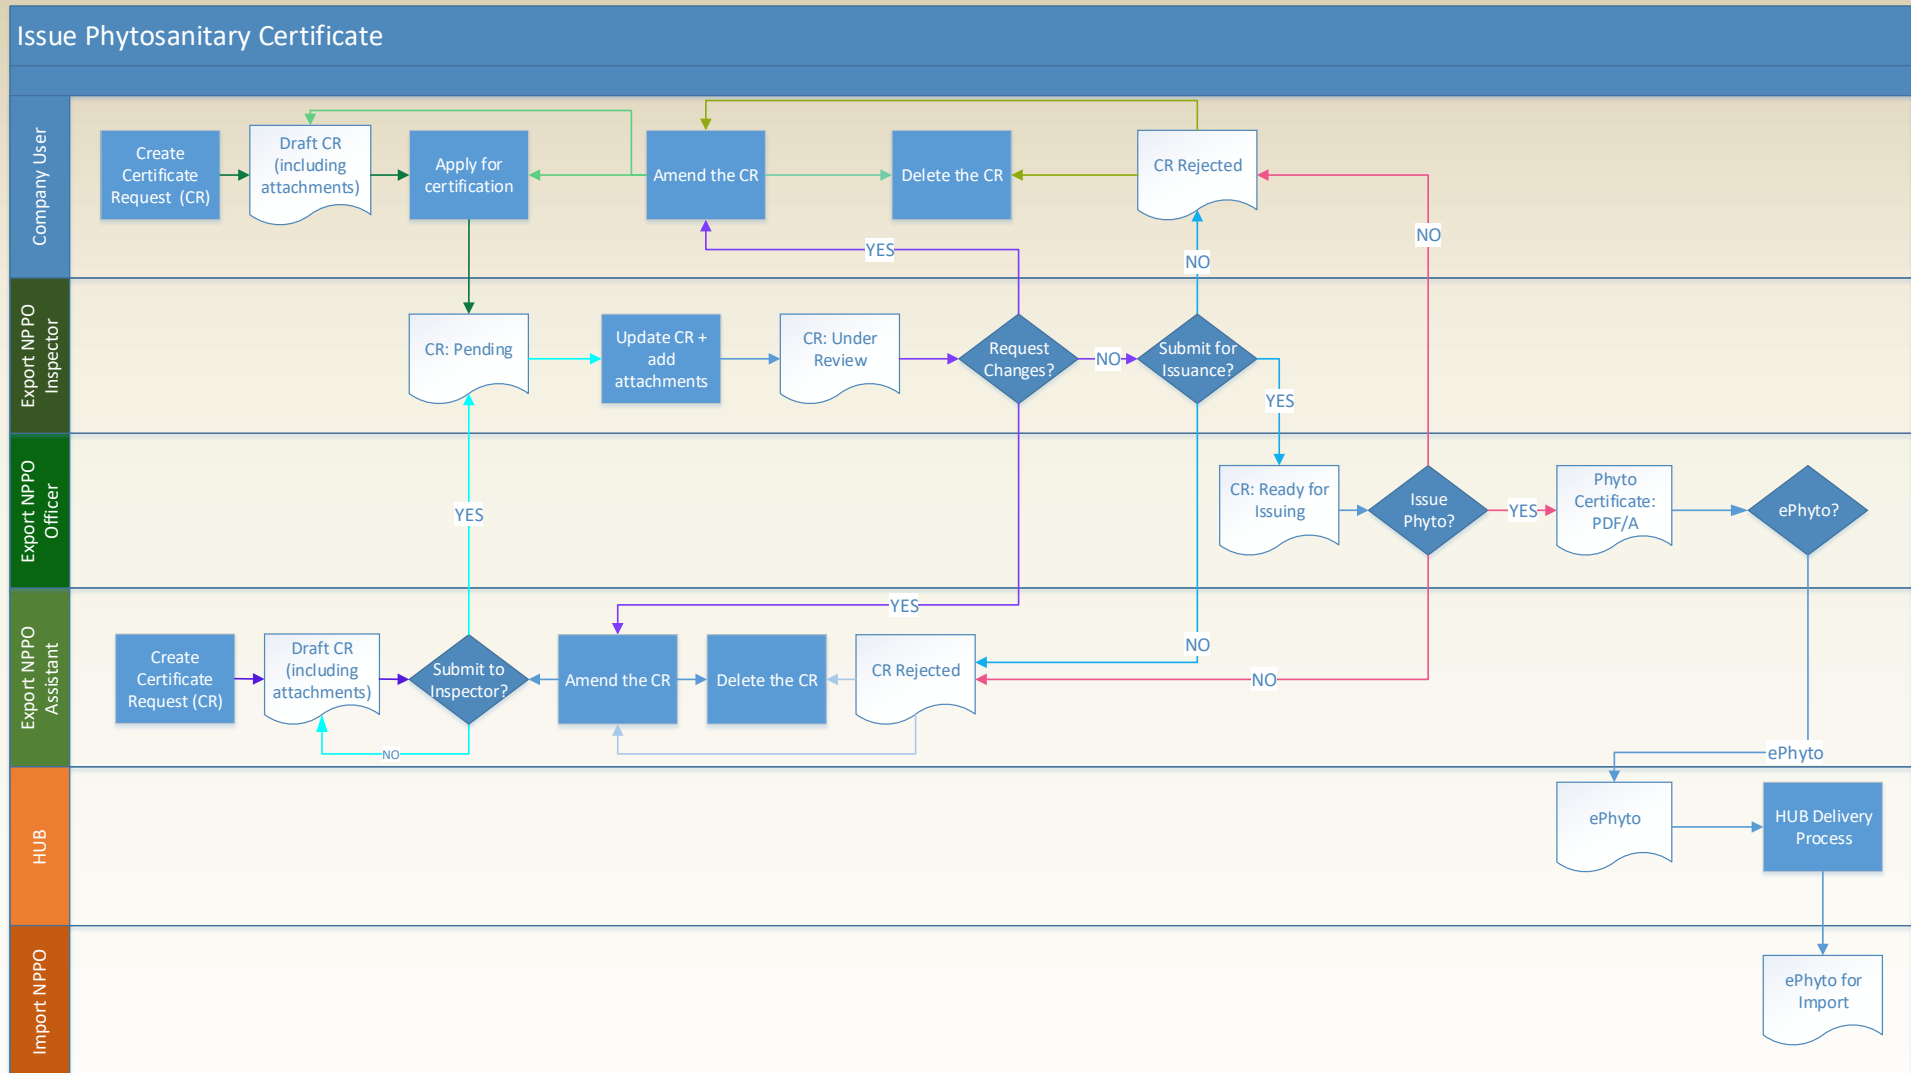 Issue Phytosanitary Certificate
Company User
Create
Certificate
Request (CR)
Draft CR
(including
attachments)
Apply for
certification
Amend the CR
Delete the CR
CR Rejected
NO
YES
NO
Export NPPO
Inspector
CR: Pending
Update CR +
add
attachments
CR: Under
Review
Request
Changes?
NO
Submit for
Issuance?
YES
Export NPPO
Officer
YES
CR: Ready for
Issuing
Issue
Phyto?
YES
Phyto
Certificate:
PDF/A
ePhyto?
Export NPPO
Assistant
YES
Create
Certificate
Request (CR)
Draft CR
(including
attachments)
Submit to
Inspector?
Amend the CR
Delete the CR
CR Rejected
NO
NO
NO
ePhyto
HUB
ePhyto
HUB Delivery
Process
Import NPPO
ePhyto for
Import